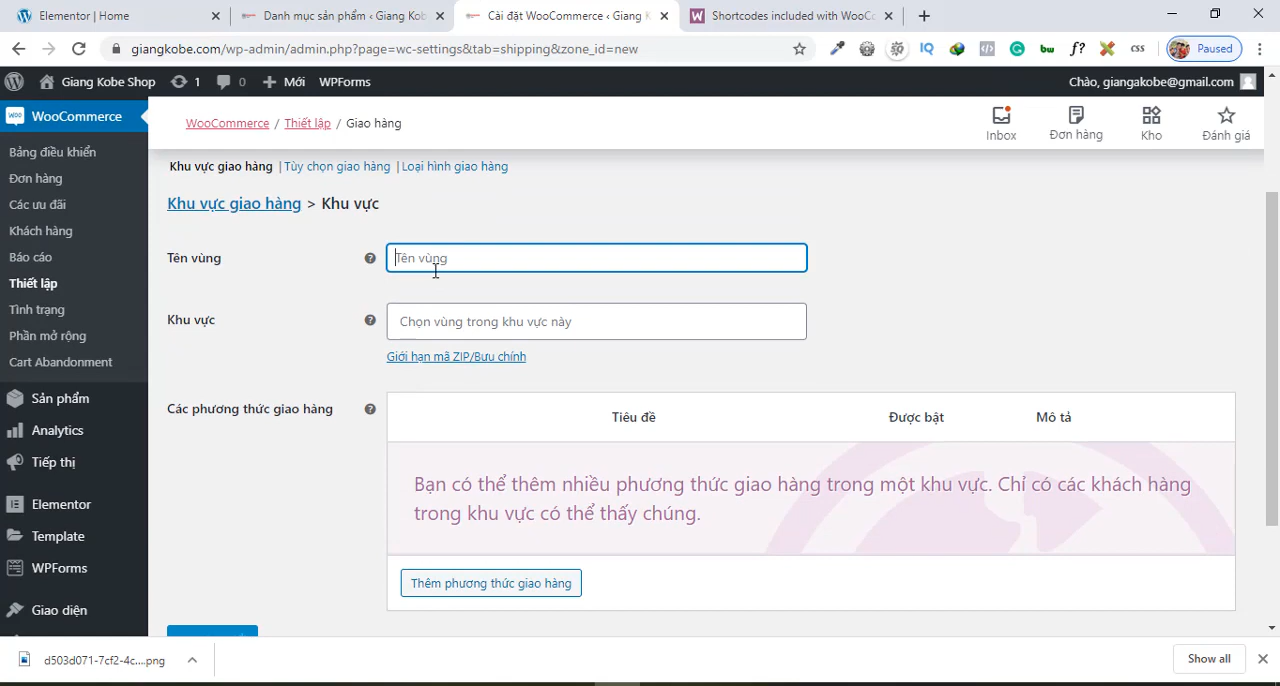 Elementor | Home
Danh mục sản phẩm ‹ Giang Kob
Cài đặt WooCommerce ‹ Giang K
Shortcodes included with WooCo
giangkobe.com/wp-admin/admin.php?page=wc-settings&tab=shipping&zone_id=new
IQ
bw
f?
css
Paused
Giang Kobe Shop
1
0
Mới
WPForms
Chào, giangakobe@gmail.com
WooCommerce
Bảng điều khiển
Đơn hàng
Các ưu đãi
Khách hàng
Báo cáo
Thiết lập
Tình trạng
Phần mở rộng
Cart Abandonment
Sản phẩm
Analytics
Tiếp thị
Elementor
Template
WPForms
Giao diện
WooCommerce / Thiết lập / Giao hàng
Inbox
Đơn hàng
Kho
Đánh giá
Khu vực giao hàng | Tùy chọn giao hàng | Loại hình giao hàng
Khu vực giao hàng > Khu vực
Tên vùng
Tên vùng
Khu vực
Chọn vùng trong khu vực này
Giới hạn mã ZIP/Bưu chính
Các phương thức giao hàng
Tiêu đề
Được bật
Mô tả
Bạn có thể thêm nhiều phương thức giao hàng trong một khu vực. Chỉ có các khách hàng
trong khu vực có thể thấy chúng.
Thêm phương thức giao hàng
d503d071-7cf2-4c....png
Show all